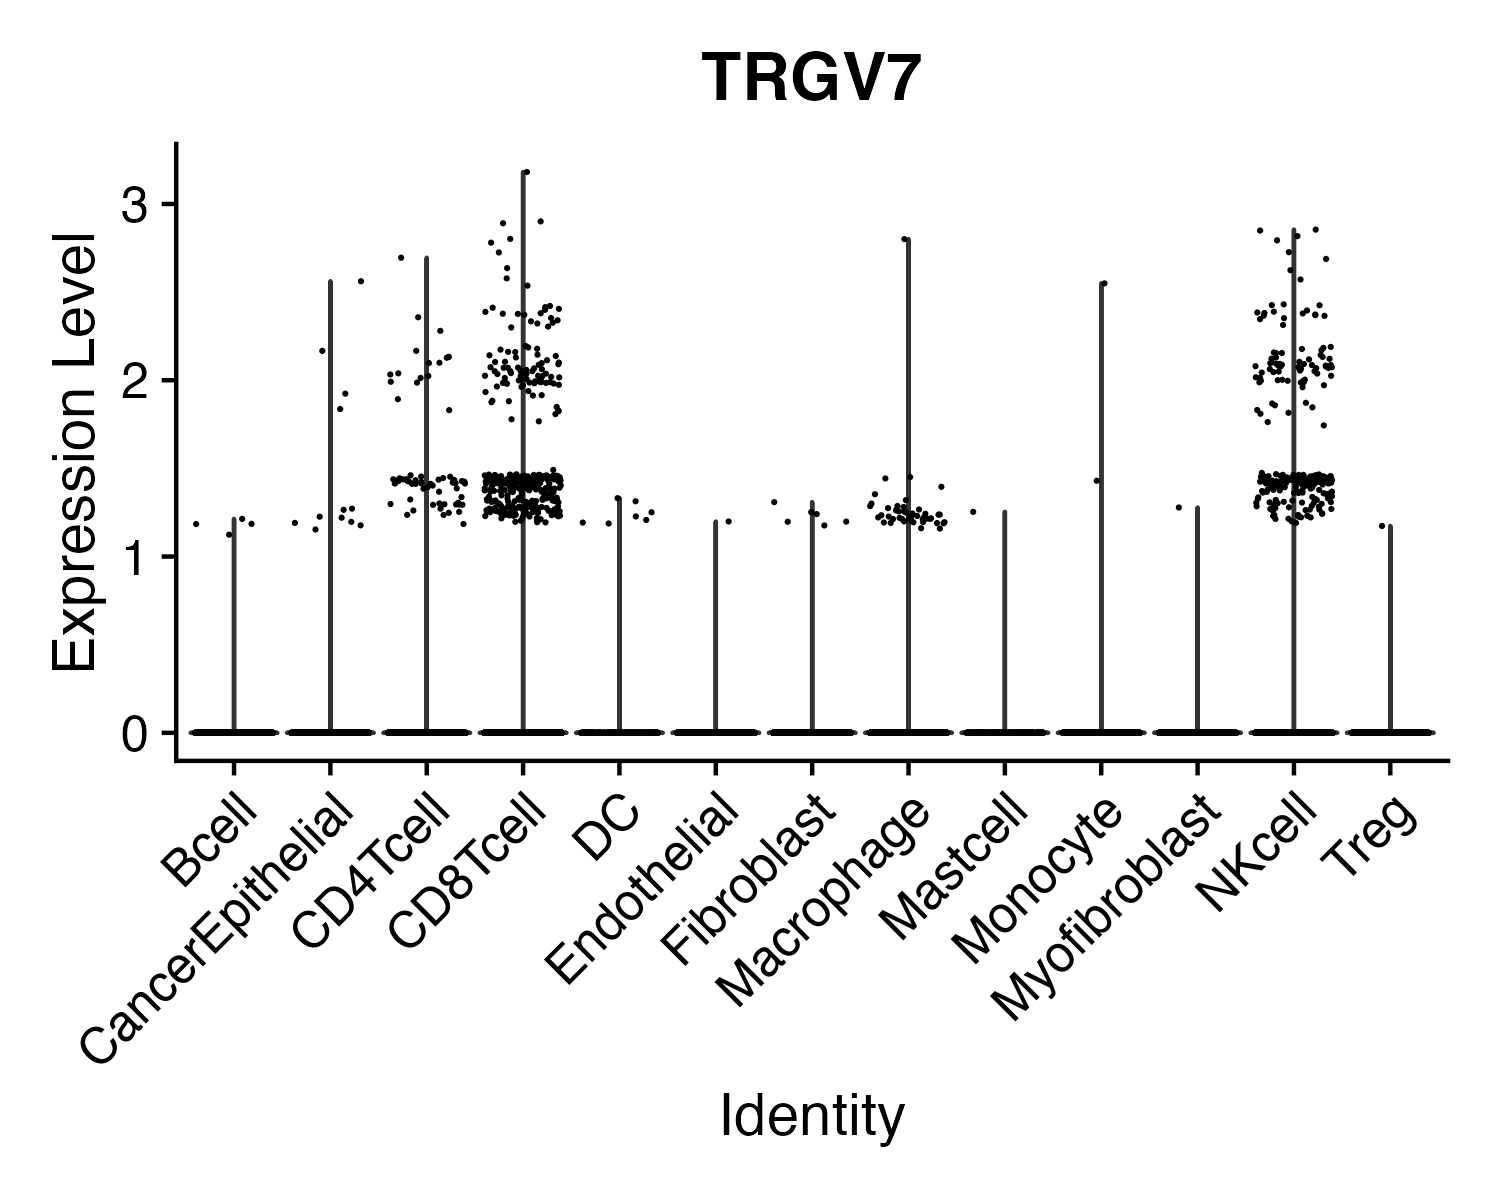 TRGV7
Expression Level
3
2
1
0
Bcell
CancerEpithelial
CD4Tcell
CD8Tcell
DC
Endothelial
Fibroblast
Macrophage
Mastcell
Monocyte
Myofibroblast
NKcell
Treg
Identity